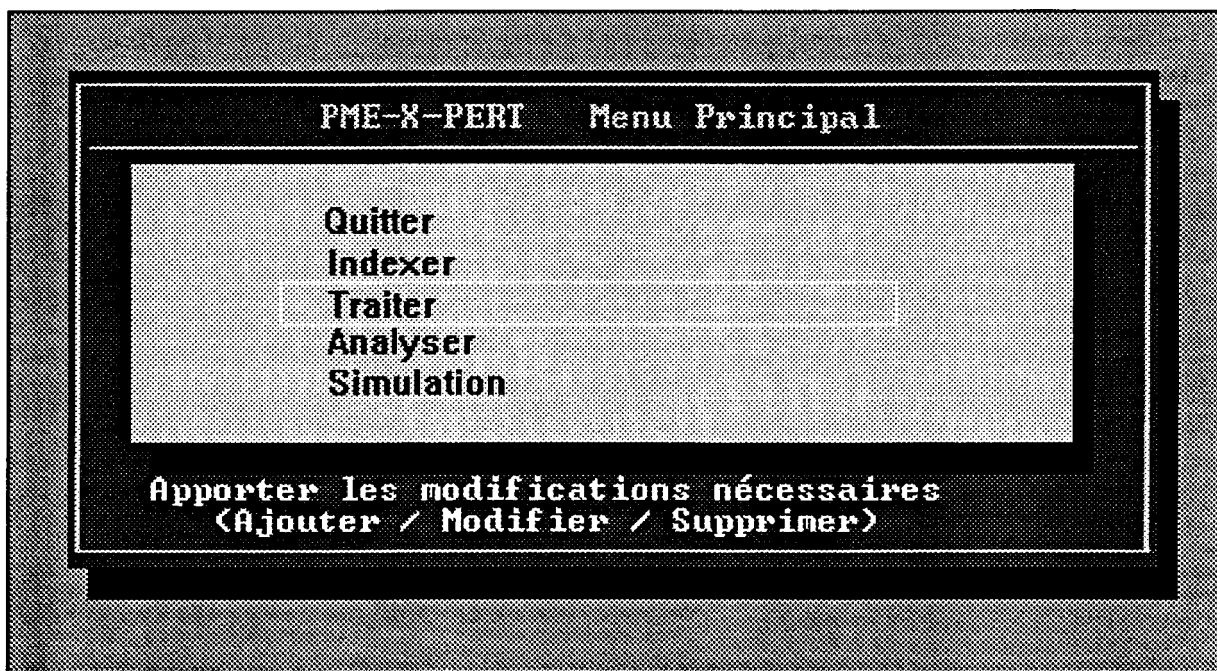 PME-X-PERT Menu Principal
Quitter
Indexer
Traiter
Analyser
Simulation
Apporter les modifications nécessaires
(Ajouter / Modifier / Supprimer)